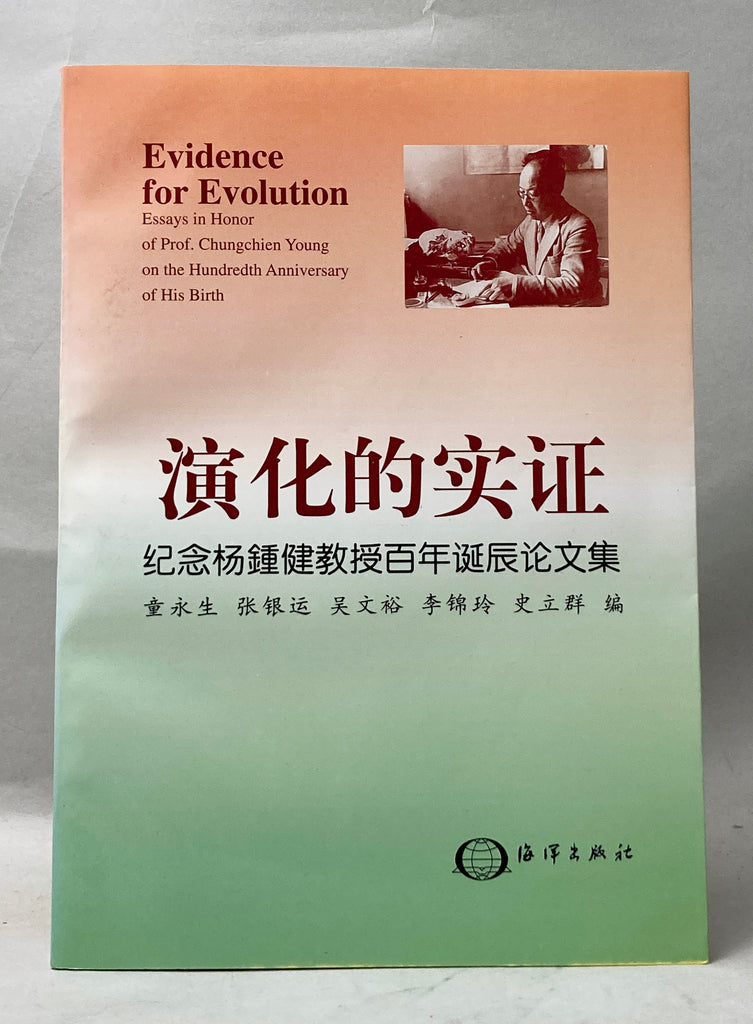 Evidence
for Evolution
Essays in Honor
of Prof. Chungchien Young
on the Hundredth Anniversary
of His Birth
演化的实证
纪念杨鍾健教授百年诞辰论文集
童永生 张银运 吴文裕 李锦玲 史立群 编
海洋出版社